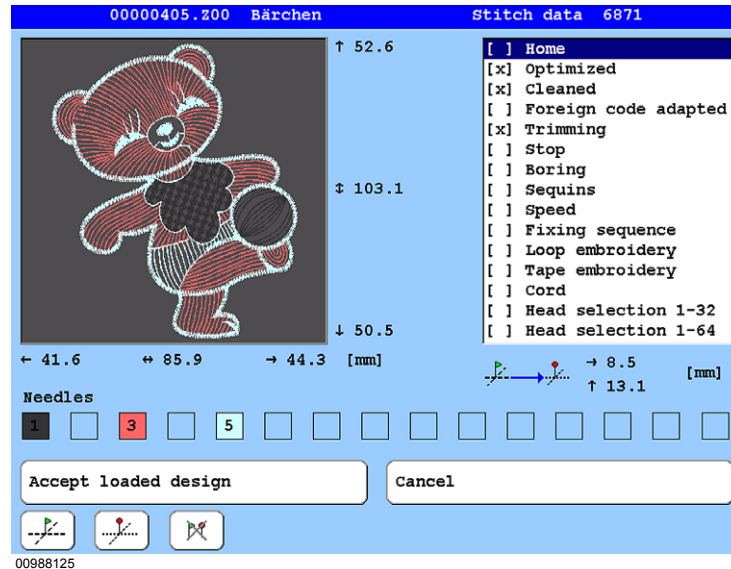 00000405.Z00 Bärchen Stitch data 6871
↑ 52.6
↕ 103.1
↓ 50.5
← 41.6 ↔ 85.9 → 44.3 [mm]
[ ] Home
[x] Optimized
[x] Cleaned
[ ] Foreign code adapted
[x] Trimming
[ ] Stop
[ ] Boring
[ ] Sequins
[ ] Speed
[ ] Fixing sequence
[ ] Loop embroidery
[ ] Tape embroidery
[ ] Cord
[ ] Head selection 1-32
[ ] Head selection 1-64
→ 8.5
↑ 13.1
[mm]
Needles
1 3 5
Accept loaded design
Cancel
00988125